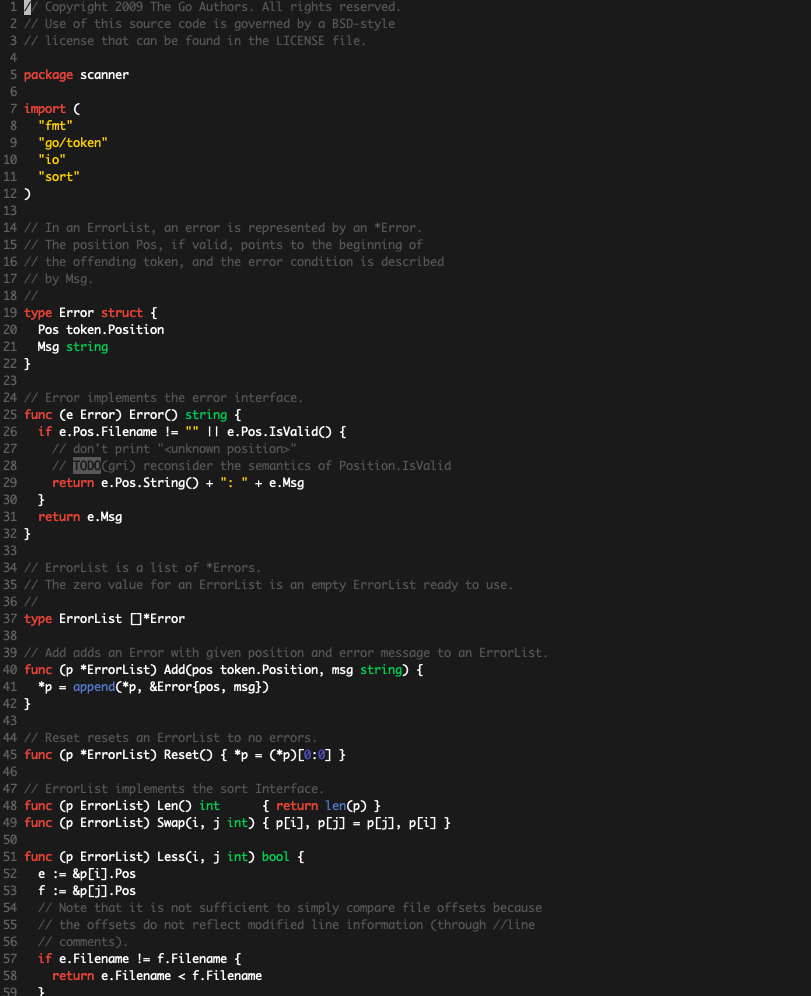 1 // Copyright 2009 The Go Authors. All rights reserved.
2 // Use of this source code is governed by a BSD-style
3 // license that can be found in the LICENSE file.
4
5 package scanner
6
7 import (
8   "fmt"
9   "go/token"
10   "io"
11   "sort"
12 )
13
14 // In an ErrorList, an error is represented by an *Error.
15 // The position Pos, if valid, points to the beginning of
16 // the offending token, and the error condition is described
17 // by Msg.
18 //
19 type Error struct {
20   Pos token.Position
21   Msg string
22 }
23
24 // Error implements the error interface.
25 func (e Error) Error() string {
26   if e.Pos.Filename != "" || e.Pos.IsValid() {
27     // don't print "<unknown position>"
28     // TODO(gri) reconsider the semantics of Position.IsValid
29     return e.Pos.String() + ": " + e.Msg
30   }
31   return e.Msg
32 }
33
34 // ErrorList is a list of *Errors.
35 // The zero value for an ErrorList is an empty ErrorList ready to use.
36 //
37 type ErrorList []*Error
38
39 // Add adds an Error with given position and error message to an ErrorList.
40 func (p *ErrorList) Add(pos token.Position, msg string) {
41   *p = append(*p, &Error{pos, msg})
42 }
43
44 // Reset resets an ErrorList to no errors.
45 func (p *ErrorList) Reset() { *p = (*p)[0:0] }
46
47 // ErrorList implements the sort Interface.
48 func (p ErrorList) Len() int      { return len(p) }
49 func (p ErrorList) Swap(i, j int) { p[i], p[j] = p[j], p[i] }
50
51 func (p ErrorList) Less(i, j int) bool {
52   e := &p[i].Pos
53   f := &p[j].Pos
54   // Note that it is not sufficient to simply compare file offsets because
55   // the offsets do not reflect modified line information (through //line
56   // comments).
57   if e.Filename != f.Filename {
58     return e.Filename < f.Filename
59   }